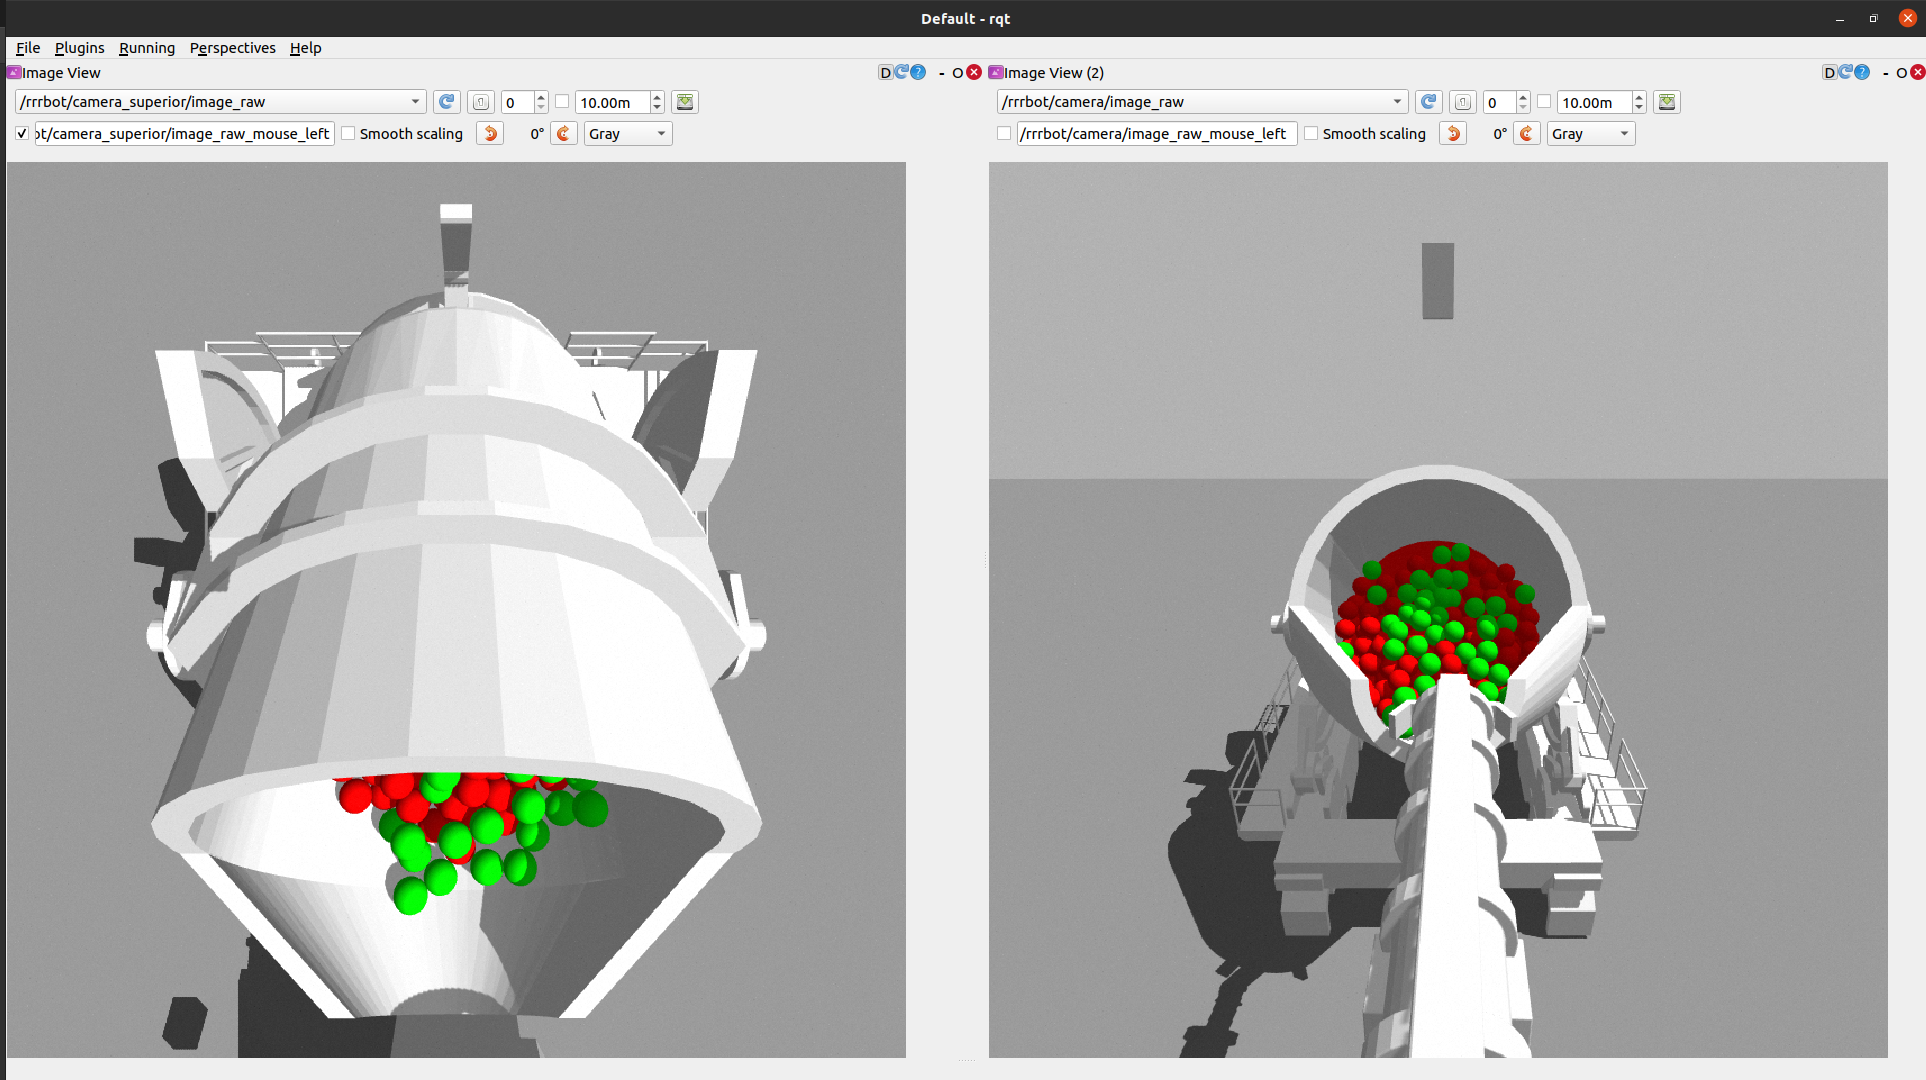 Default - rqt
File Plugins Running Perspectives Help
Image View
D ? - O
/rrrbot/camera_superior/image_raw
0
10.00m
ot/camera_superior/image_raw_mouse_left
Smooth scaling
0°
Gray
Image View (2)
D ? - O
/rrrbot/camera/image_raw
0
10.00m
/rrrbot/camera/image_raw_mouse_left
Smooth scaling
0°
Gray